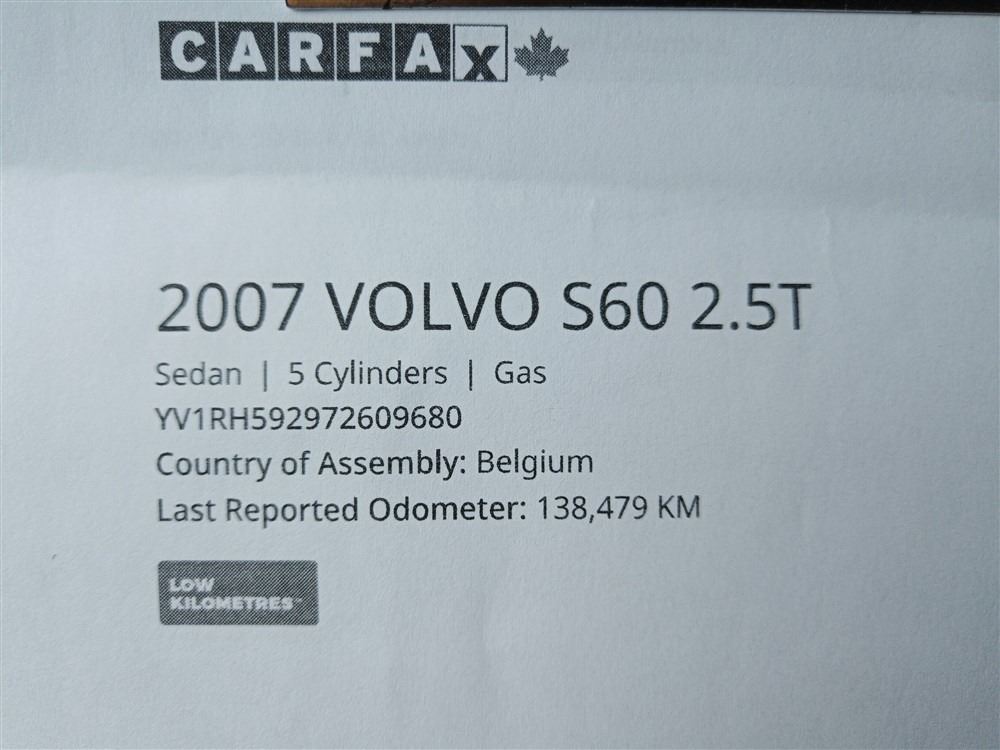 CARFAX
2007 VOLVO S60 2.5T
Sedan | 5 Cylinders | Gas
YV1RH592972609680
Country of Assembly: Belgium
Last Reported Odometer: 138,479 KM
LOW
KILOMETRES™